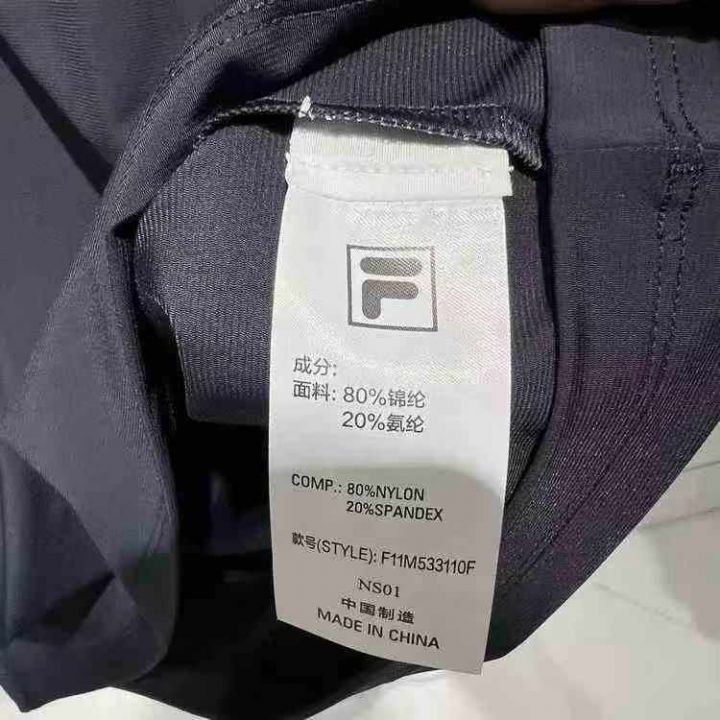 F
成分:
面料: 80%锦纶
20%氨纶
COMP.: 80%NYLON
20%SPANDEX
款号(STYLE): F11M533110F
NS01
中国制造
MADE IN CHINA